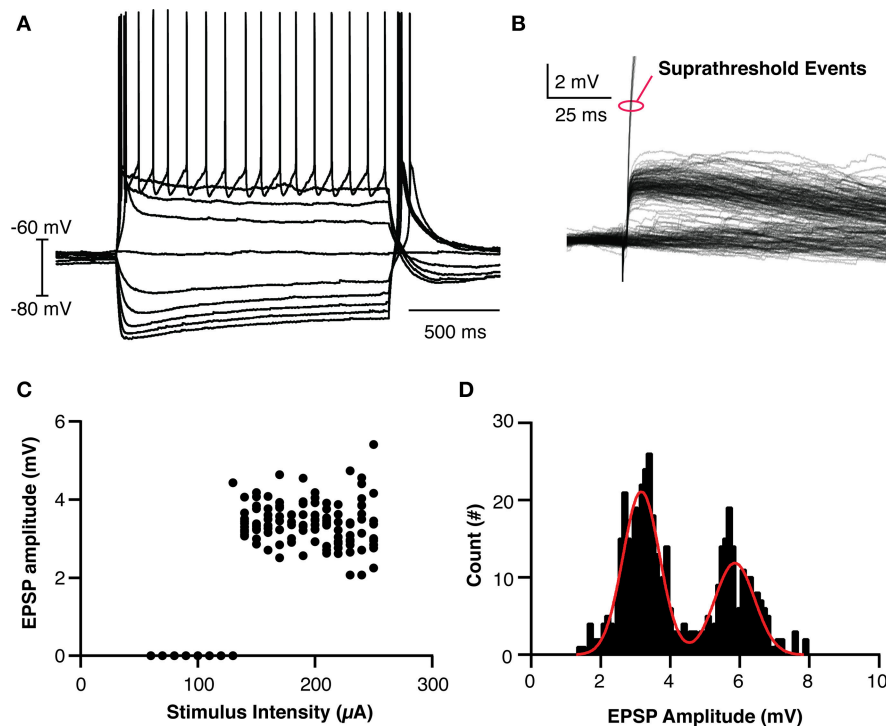 A
-60 mV
-80 mV
500 ms
B
2 mV
25 ms
Suprathreshold Events
C
EPSP amplitude (mV)
6
4
2
0
0
100
200
300
Stimulus Intensity (µA)
D
Count (#)
30
20
10
0
0
2
4
6
8
10
EPSP Amplitude (mV)